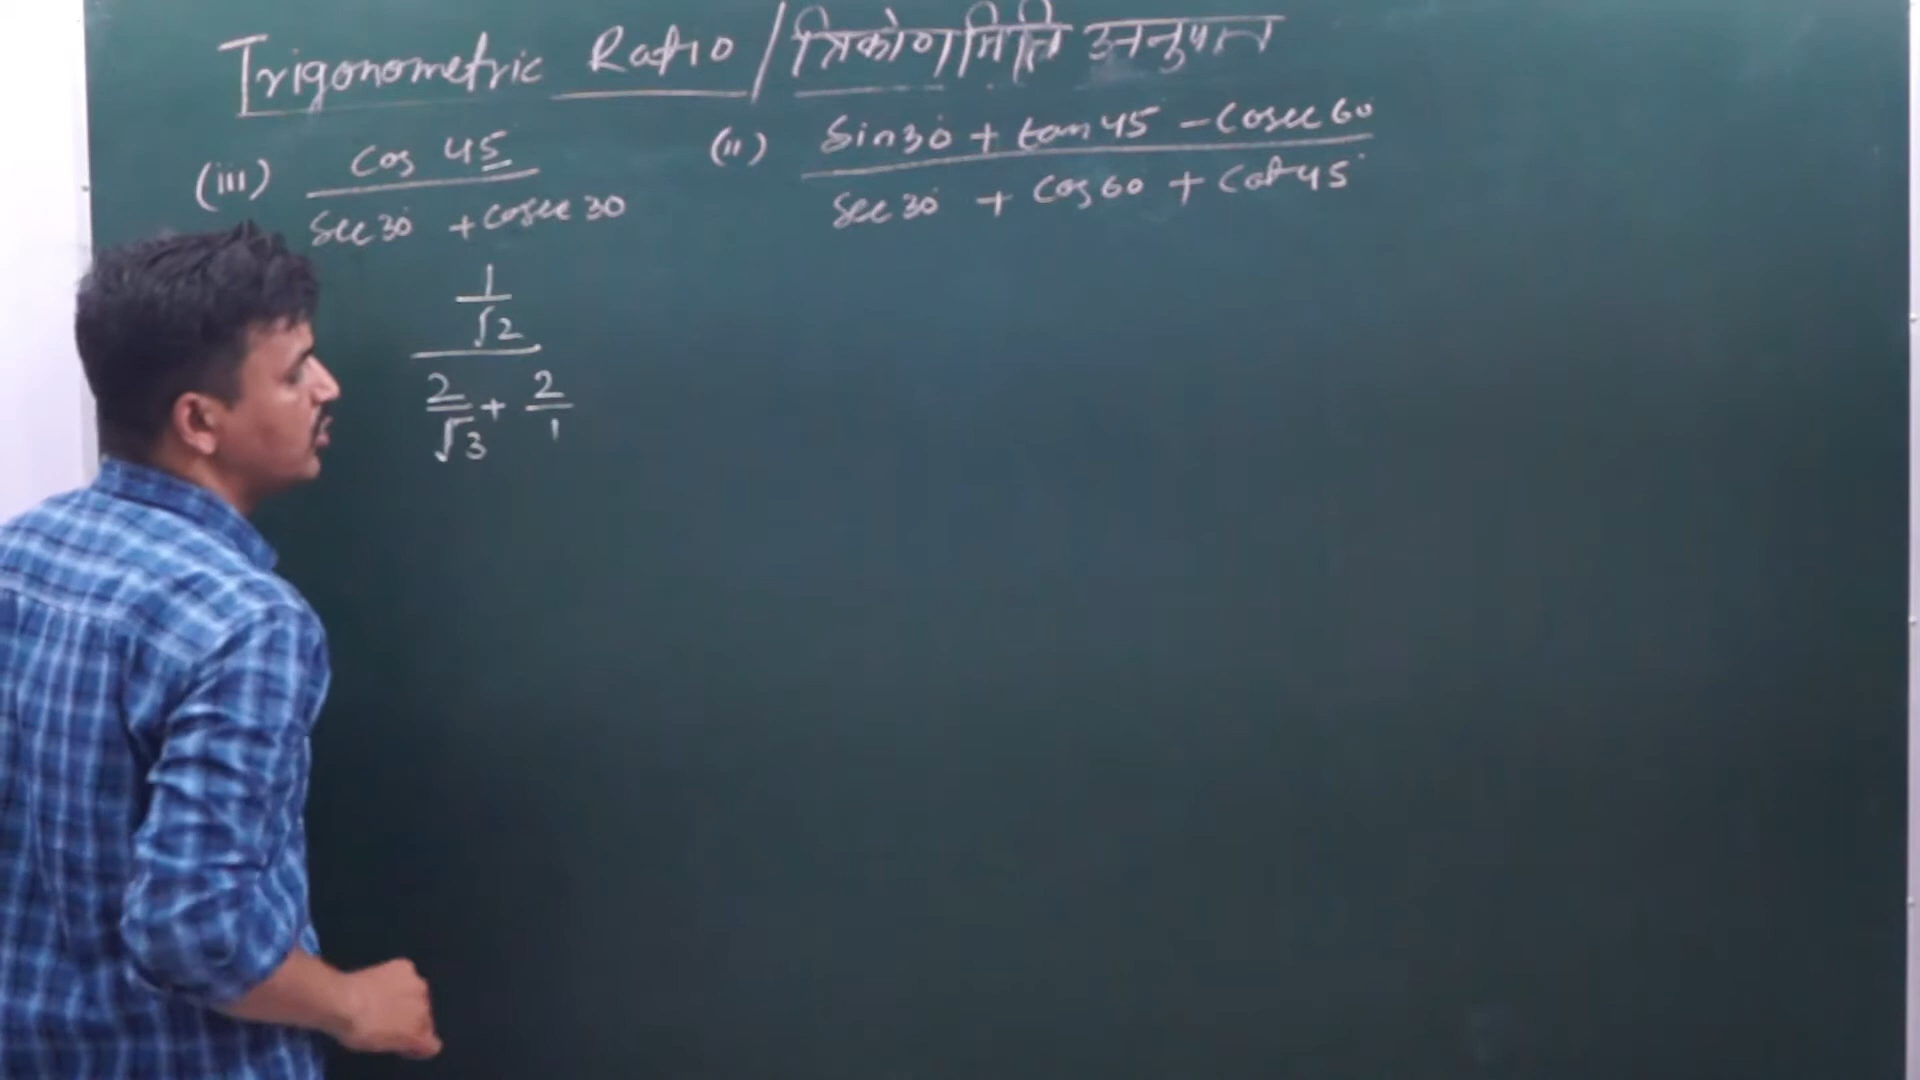 Trigonometric Ratio / त्रिकोणमिति अनुपात
(iii) cos 45 / sec 30° + cosec 30
(ii) sin 30° + tan 45 - cosec 60 / sec 30° + cos 60 + cot 45°
1
√2
2/√3 + 2/1